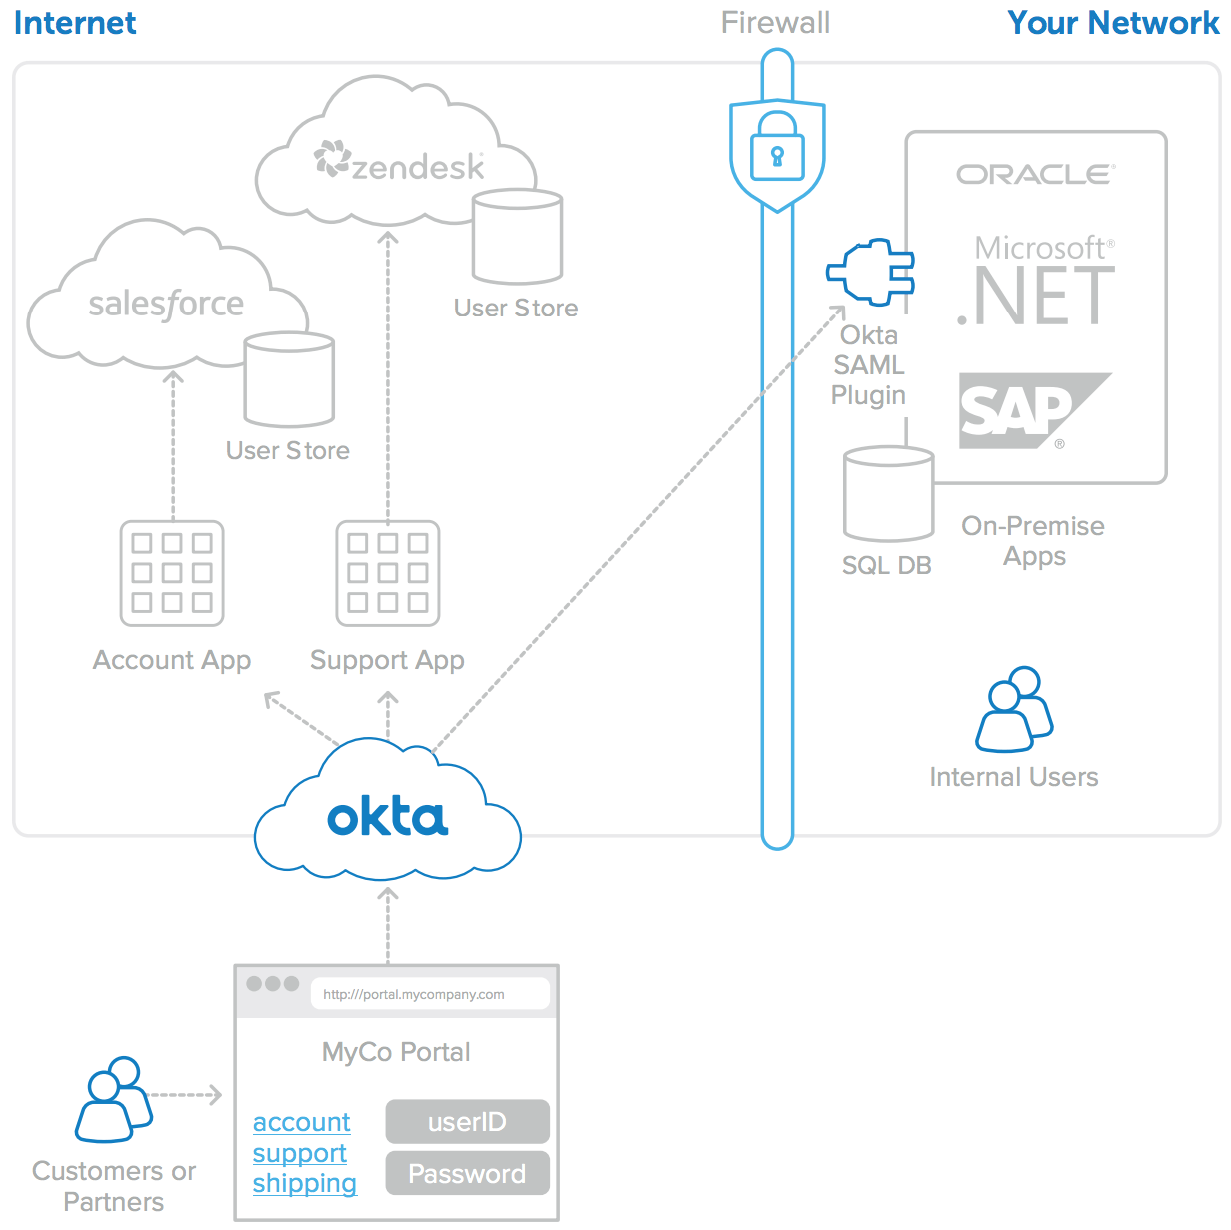 Internet
Firewall
Your Network
zendesk
User Store
salesforce
User Store
ORACLE®
Microsoft®
.NET
Okta
SAML
Plugin
SAP®
SQL DB
On-Premise
Apps
Account App
Support App
Internal Users
okta
http:///portal.mycompany.com
MyCo Portal
account
support
shipping
userID
Password
Customers or
Partners